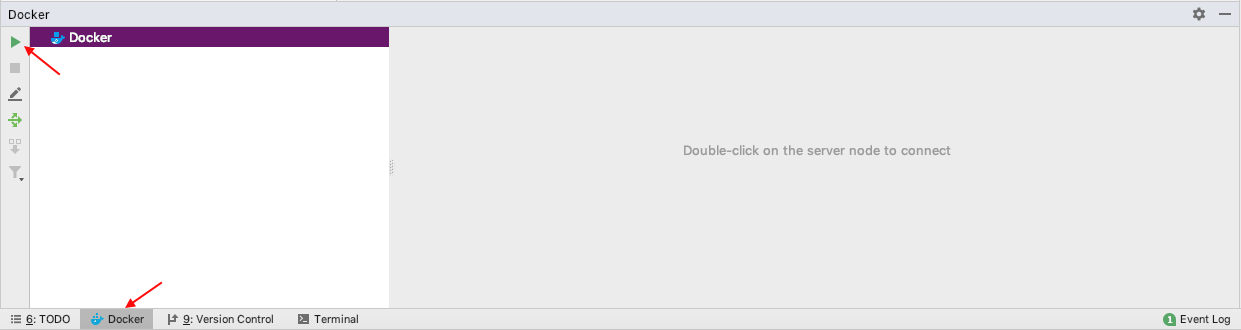 Docker
Docker
Double-click on the server node to connect
6: TODO
Docker
9: Version Control
Terminal
1
Event Log